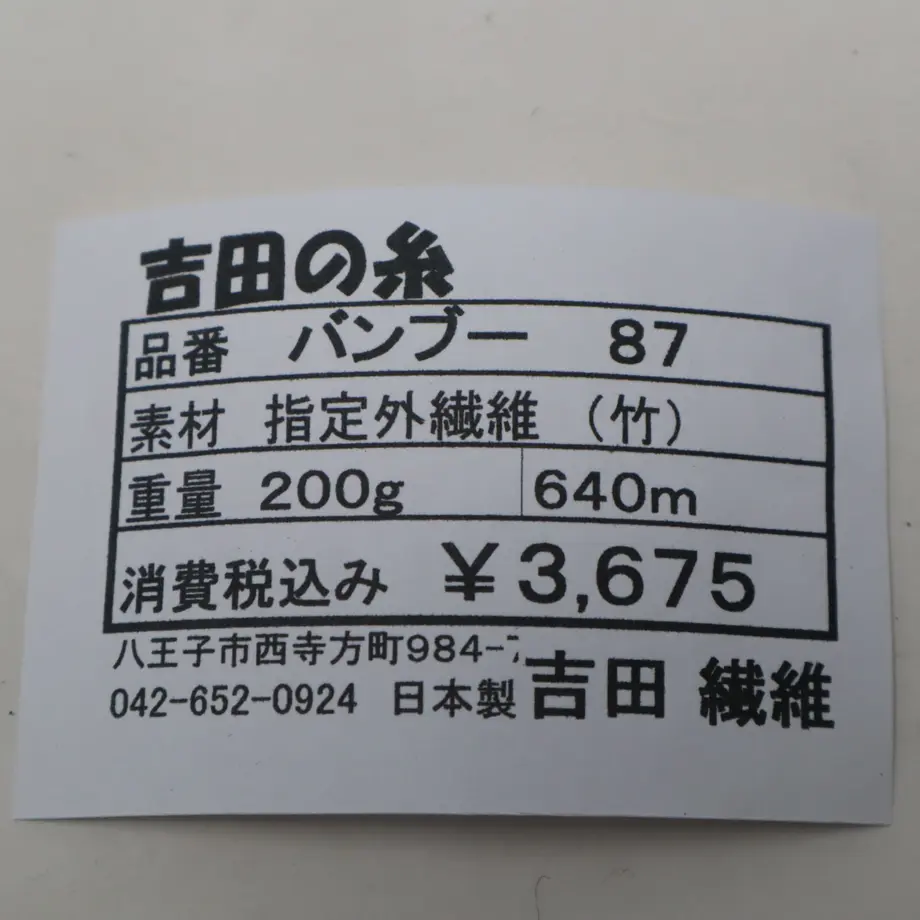 吉田の糸
品番 バンブー 87
素材 指定外繊維 (竹)
重量 200g 640m
消費税込み ¥3,675
八王子市西寺方町984-
042-652-0924 日本製 吉田 繊維